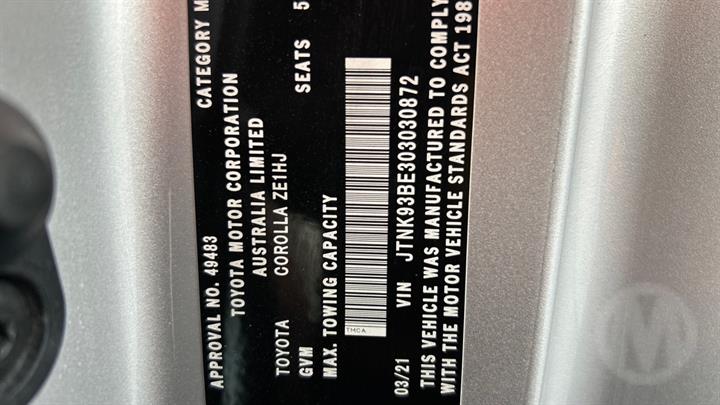 APPROVAL NO. 49483 CATEGORY M
TOYOTA MOTOR CORPORATION
AUSTRALIA LIMITED
TOYOTA COROLLA ZE1HJ
GVM SEATS 5
MAX. TOWING CAPACITY
TMCA
03/21 VIN JTNK93BE303030872
THIS VEHICLE WAS MANUFACTURED TO COMPLY
WITH THE MOTOR VEHICLE STANDARDS ACT 198
M